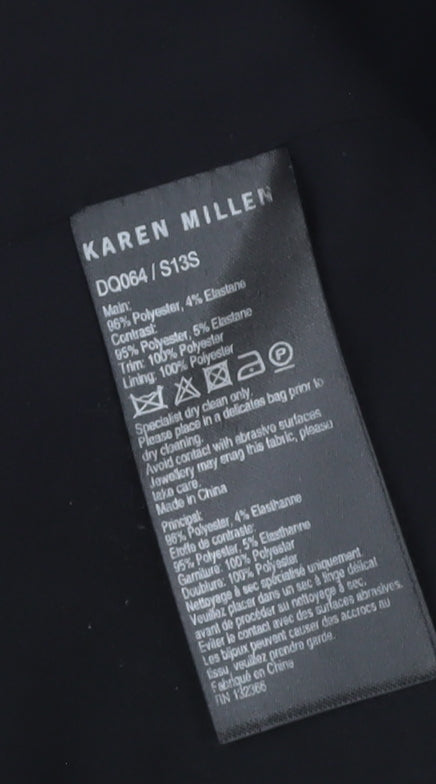 KAREN MILLEN
DQ064 / S13S
Main:
96% Polyester, 4% Elastane
Contrast:
95% Polyester, 5% Elastane
Trim: 100% Polyester
Lining: 100% Polyester
P
Specialist dry clean only.
Please place in a delicates bag prior to
dry cleaning.
Avoid contact with abrasive surfaces
Jewellery may snag this fabric, please
take care.
Made in China
Principal:
96% Polyester, 4% Elasthanne
Etoffe de contraste:
95% Polyester, 5% Elasthanne
Garniture: 100% Polyester
Doublure: 100% Polyester
Nettoyage à sec spécialisé uniquement
Veuillez placer dans un sac à linge délicat
avant de procéder au nettoyage à sec.
Eviter le contact avec des surfaces abrasives.
Les bijoux peuvent causer des accrocs au
tissu, veuillez prendre garde.
Fabriqué en Chine
RN 132366